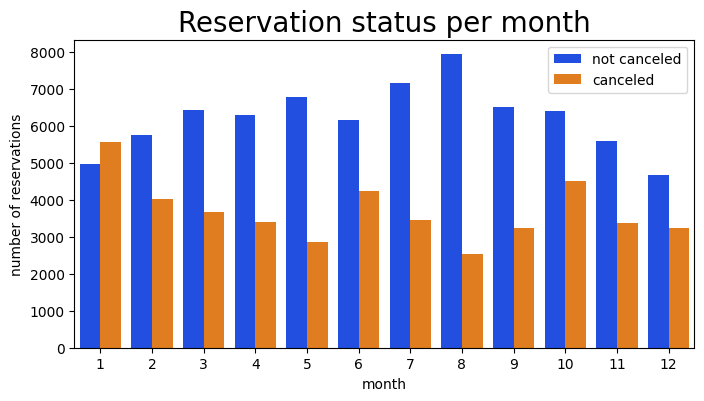 Reservation status per month
number of reservations
8000
7000
6000
5000
4000
3000
2000
1000
0
not canceled
canceled
1 2 3 4 5 6 7 8 9 10 11 12
month